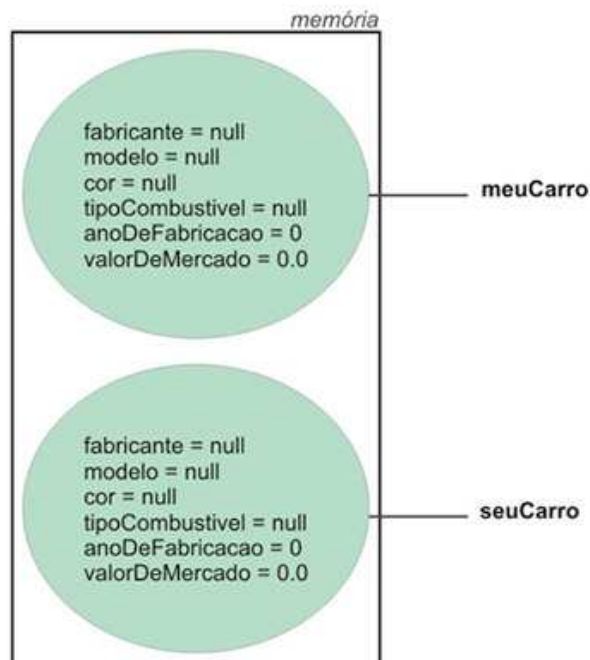 memória
fabricante = null
modelo = null
cor = null
tipoCombustivel = null
anoDeFabricacao = 0
valorDeMercado = 0.0
meuCarro
fabricante = null
modelo = null
cor = null
tipoCombustivel = null
anoDeFabricacao = 0
valorDeMercado = 0.0
seuCarro